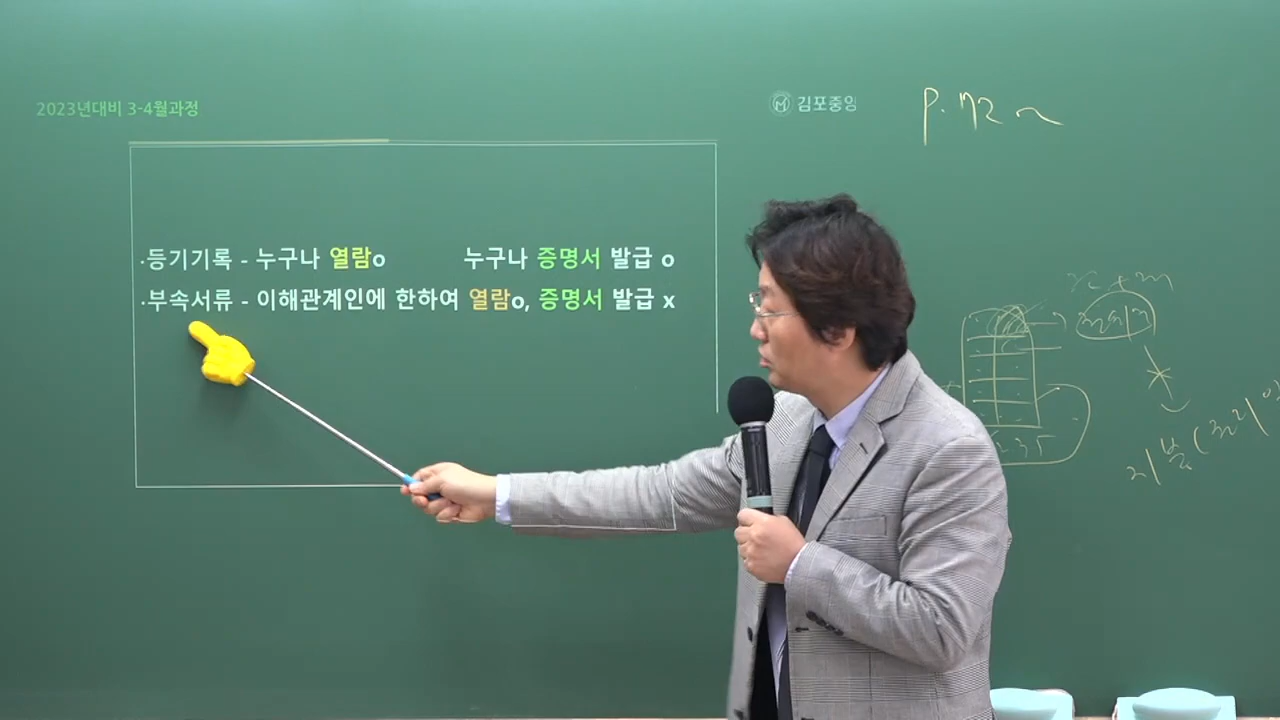 2023년대비 3-4월과정
김포중앙
p. 72 ~
·등기기록 - 누구나 열람o 누구나 증명서 발급 o
·부속서류 - 이해관계인에 한하여 열람o, 증명서 발급 x